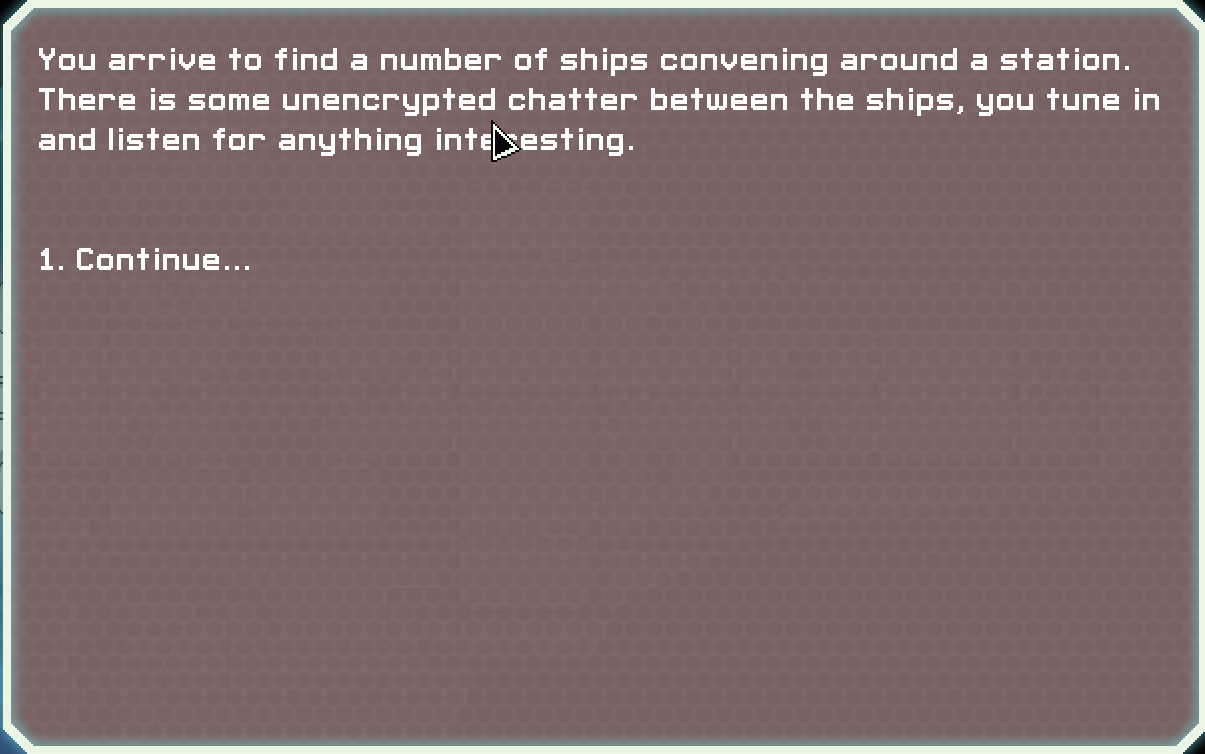 You arrive to find a number of ships convening around a station.
There is some unencrypted chatter between the ships, you tune in
and listen for anything interesting.
1. Continue...